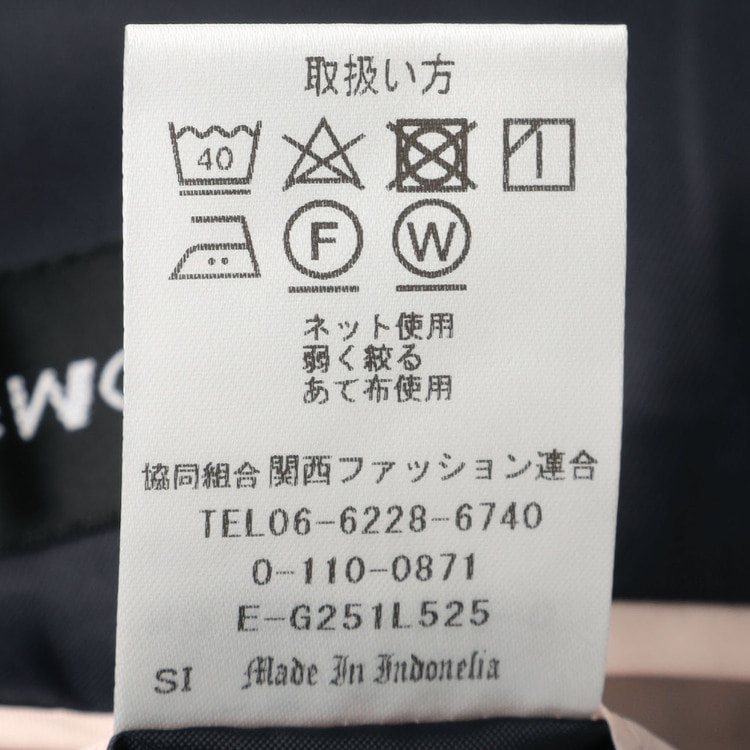 取扱い方
40
F W
ネット使用
弱く絞る
あて布使用
協同組合 関西ファッション連合
TEL06-6228-6740
0-110-0871
E-G251L525
SI Made In Indonelia